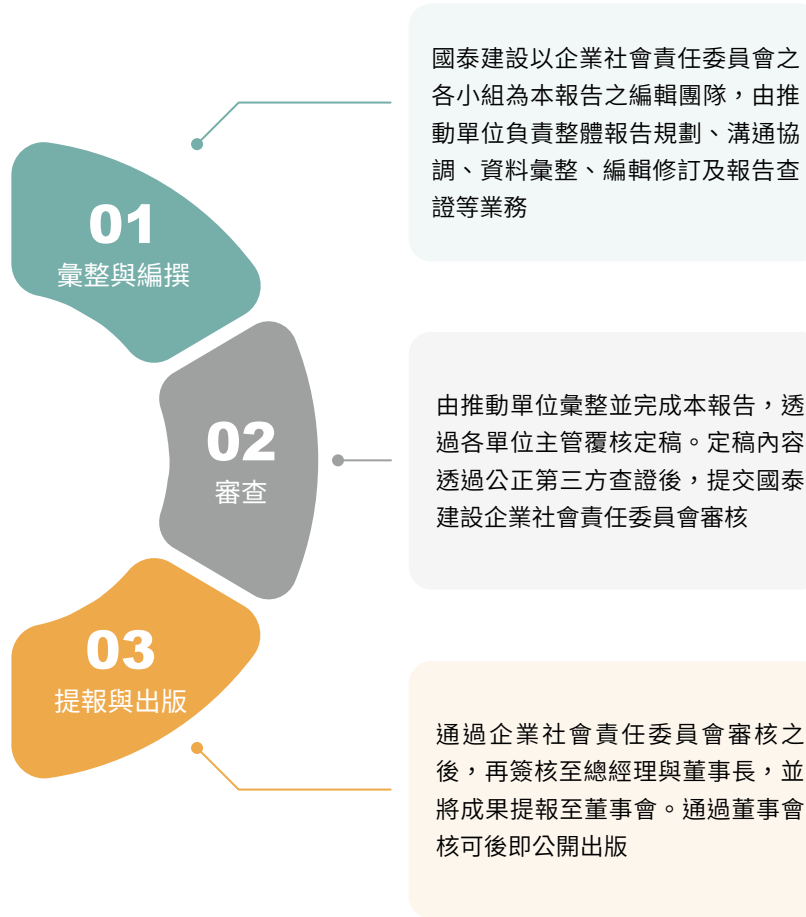 01
彙整與編撰
國泰建設以企業社會責任委員會之
各小組為本報告之編輯團隊，由推
動單位負責整體報告規劃、溝通協
調、資料彙整、編輯修訂及報告查
證等業務
02
審查
由推動單位彙整並完成本報告，透
過各單位主管覆核定稿。定稿內容
透過公正第三方查證後，提交國泰
建設企業社會責任委員會審核
03
提報與出版
通過企業社會責任委員會審核之
後，再簽核至總經理與董事長，並
將成果提報至董事會。通過董事會
核可後即公開出版